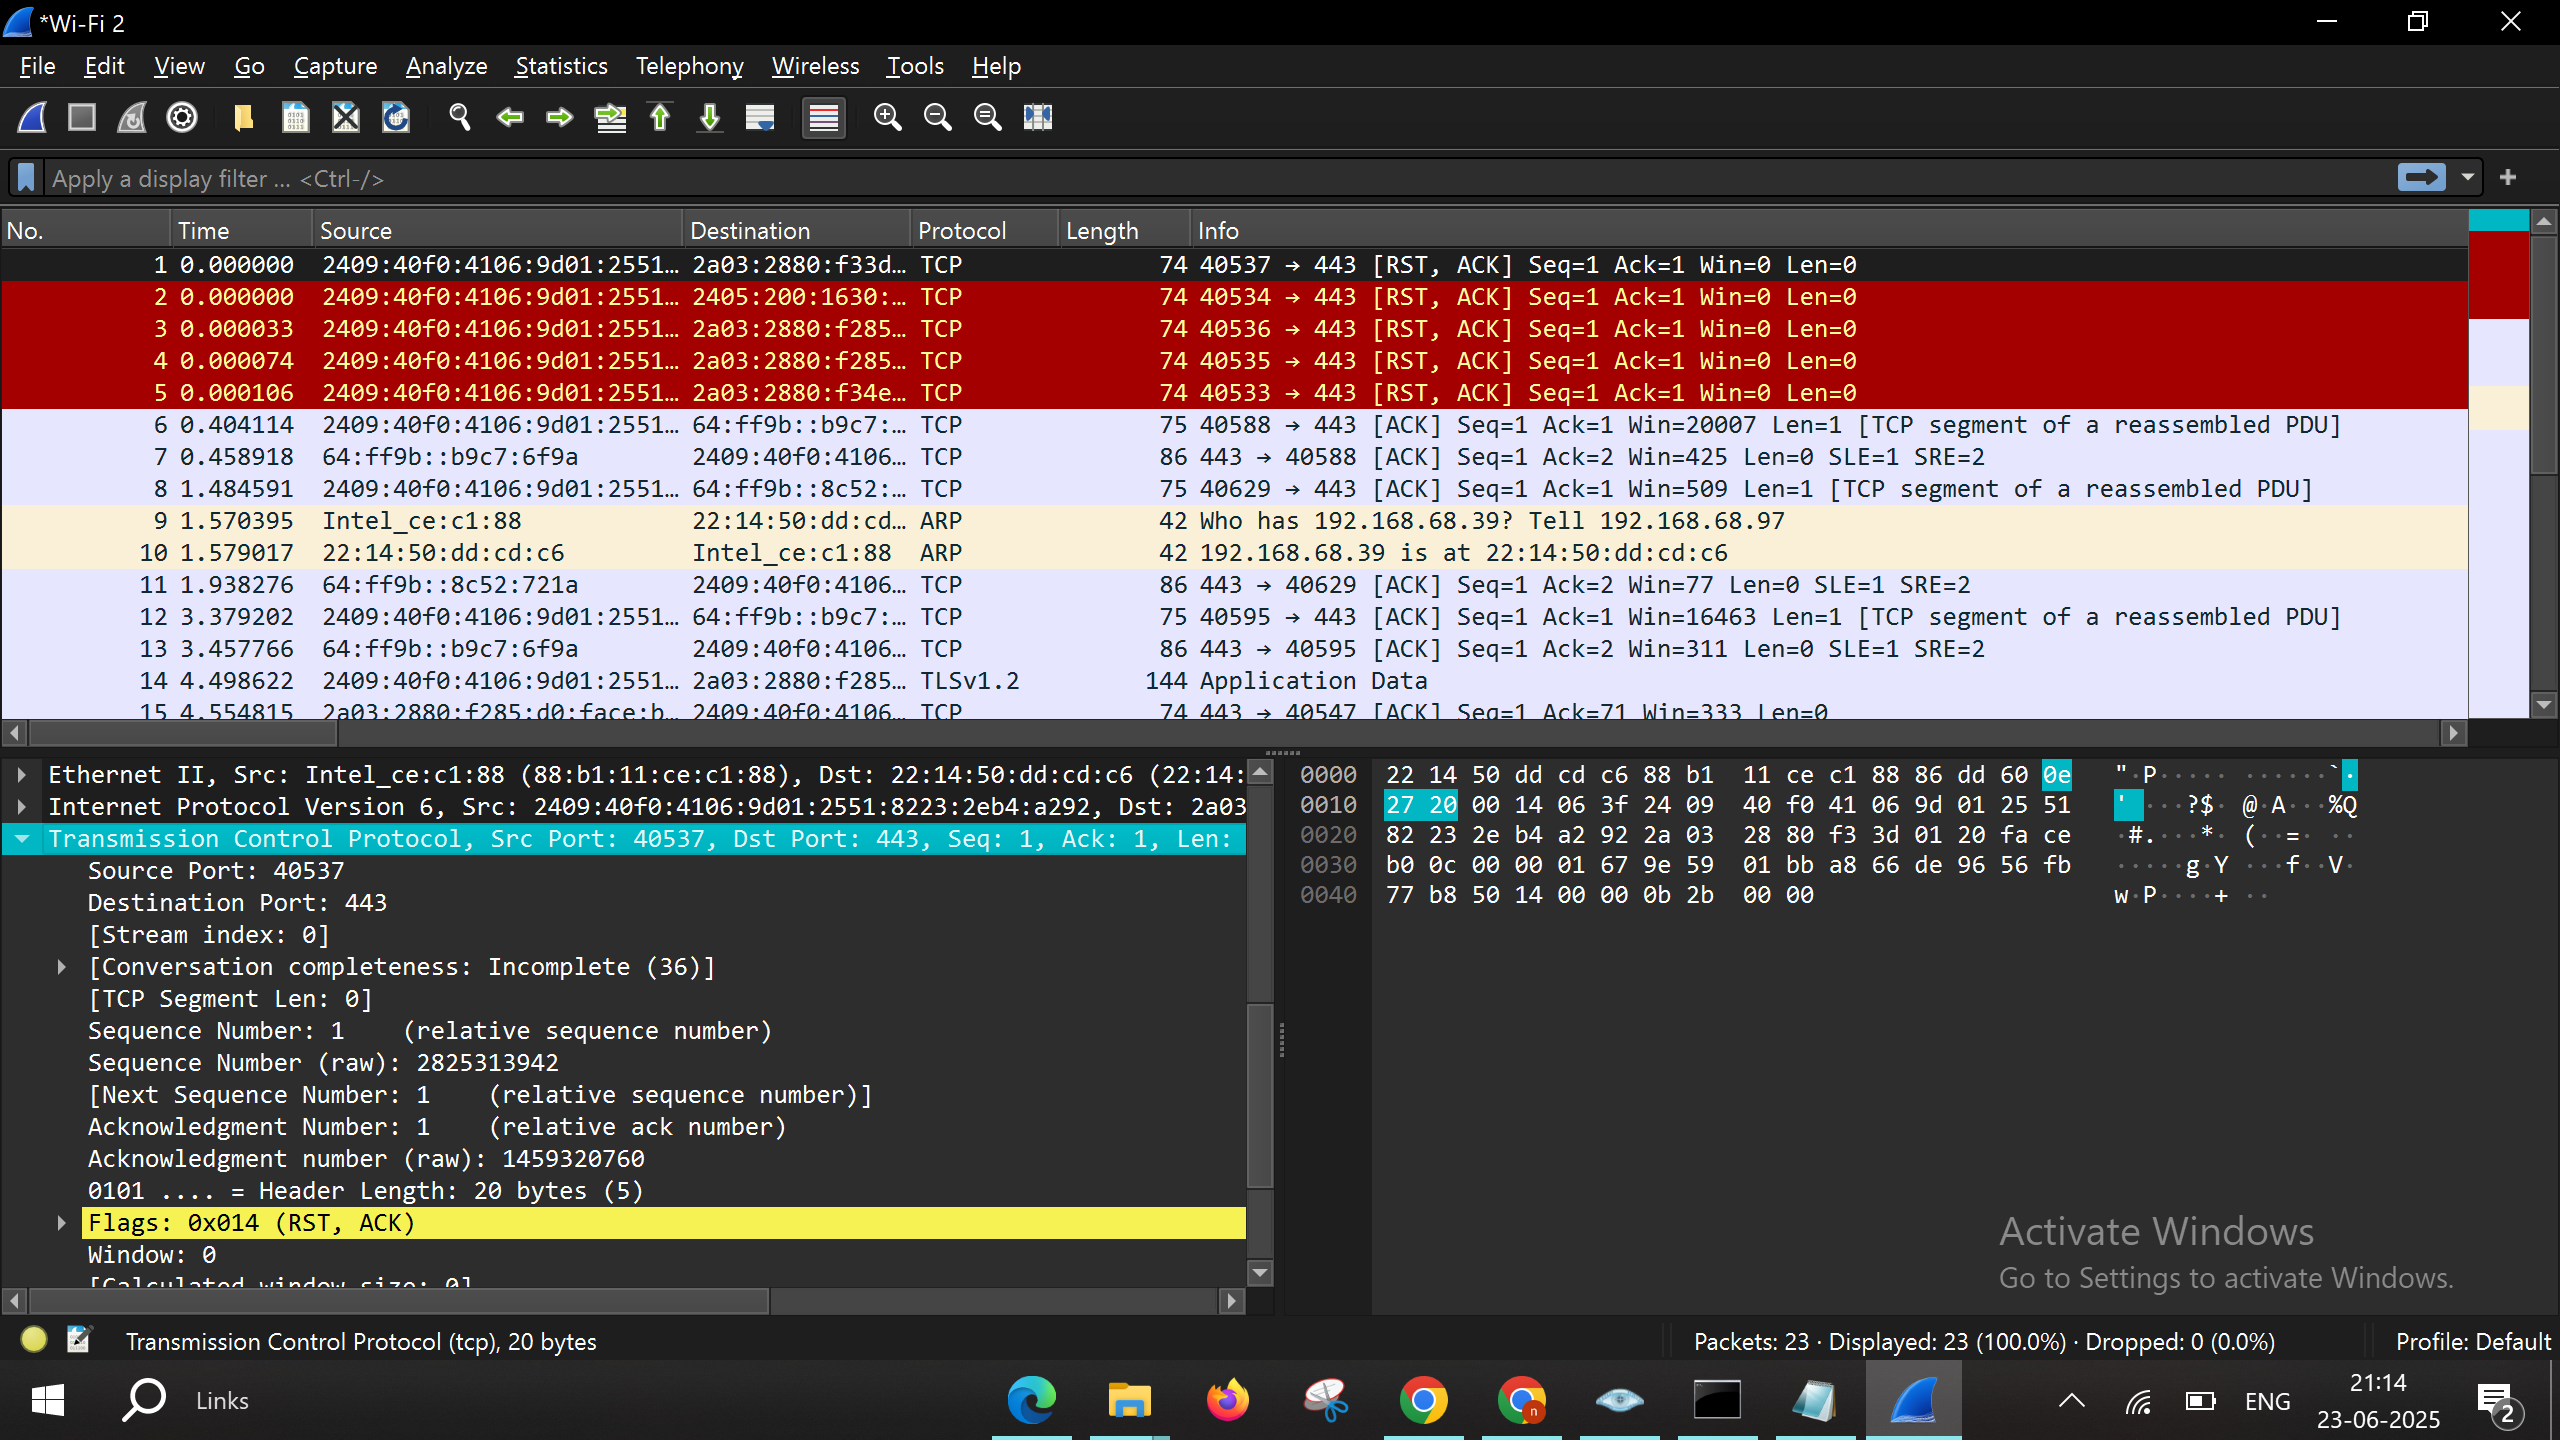 *Wi-Fi 2
File Edit View Go Capture Analyze Statistics Telephony Wireless Tools Help
Apply a display filter ... <Ctrl-/>
No. Time Source Destination Protocol Length Info
1 0.000000 2409:40f0:4106:9d01:2551… 2a03:2880:f33d… TCP 74 40537 → 443 [RST, ACK] Seq=1 Ack=1 Win=0 Len=0
2 0.000000 2409:40f0:4106:9d01:2551… 2405:200:1630:… TCP 74 40534 → 443 [RST, ACK] Seq=1 Ack=1 Win=0 Len=0
3 0.000033 2409:40f0:4106:9d01:2551… 2a03:2880:f285… TCP 74 40536 → 443 [RST, ACK] Seq=1 Ack=1 Win=0 Len=0
4 0.000074 2409:40f0:4106:9d01:2551… 2a03:2880:f285… TCP 74 40535 → 443 [RST, ACK] Seq=1 Ack=1 Win=0 Len=0
5 0.000106 2409:40f0:4106:9d01:2551… 2a03:2880:f34e… TCP 74 40533 → 443 [RST, ACK] Seq=1 Ack=1 Win=0 Len=0
6 0.404114 2409:40f0:4106:9d01:2551… 64:ff9b::b9c7:… TCP 75 40588 → 443 [ACK] Seq=1 Ack=1 Win=20007 Len=1 [TCP segment of a reassembled PDU]
7 0.458918 64:ff9b::b9c7:6f9a 2409:40f0:4106… TCP 86 443 → 40588 [ACK] Seq=1 Ack=2 Win=425 Len=0 SLE=1 SRE=2
8 1.484591 2409:40f0:4106:9d01:2551… 64:ff9b::8c52:… TCP 75 40629 → 443 [ACK] Seq=1 Ack=1 Win=509 Len=1 [TCP segment of a reassembled PDU]
9 1.570395 Intel_ce:c1:88 22:14:50:dd:cd… ARP 42 Who has 192.168.68.39? Tell 192.168.68.97
10 1.579017 22:14:50:dd:cd:c6 Intel_ce:c1:88 ARP 42 192.168.68.39 is at 22:14:50:dd:cd:c6
11 1.938276 64:ff9b::8c52:721a 2409:40f0:4106… TCP 86 443 → 40629 [ACK] Seq=1 Ack=2 Win=77 Len=0 SLE=1 SRE=2
12 3.379202 2409:40f0:4106:9d01:2551… 64:ff9b::b9c7:… TCP 75 40595 → 443 [ACK] Seq=1 Ack=1 Win=16463 Len=1 [TCP segment of a reassembled PDU]
13 3.457766 64:ff9b::b9c7:6f9a 2409:40f0:4106… TCP 86 443 → 40595 [ACK] Seq=1 Ack=2 Win=311 Len=0 SLE=1 SRE=2
14 4.498622 2409:40f0:4106:9d01:2551… 2a03:2880:f285… TLSv1.2 144 Application Data
15 4.554815 2a03:2880:f285:d0:face:b… 2409:40f0:4106… TCP 74 443 → 40547 [ACK] Seq=1 Ack=71 Win=333 Len=0
Ethernet II, Src: Intel_ce:c1:88 (88:b1:11:ce:c1:88), Dst: 22:14:50:dd:cd:c6 (22:14:
Internet Protocol Version 6, Src: 2409:40f0:4106:9d01:2551:8223:2eb4:a292, Dst: 2a03
Transmission Control Protocol, Src Port: 40537, Dst Port: 443, Seq: 1, Ack: 1, Len:
Source Port: 40537
Destination Port: 443
[Stream index: 0]
[Conversation completeness: Incomplete (36)]
[TCP Segment Len: 0]
Sequence Number: 1 (relative sequence number)
Sequence Number (raw): 2825313942
[Next Sequence Number: 1 (relative sequence number)]
Acknowledgment Number: 1 (relative ack number)
Acknowledgment number (raw): 1459320760
0101 .... = Header Length: 20 bytes (5)
Flags: 0x014 (RST, ACK)
Window: 0
[Calculated window size: 0]
0000 22 14 50 dd cd c6 88 b1 11 ce c1 88 86 dd 60 0e "·P····· ······`·
0010 27 20 00 14 06 3f 24 09 40 f0 41 06 9d 01 25 51 ' ···?$· @·A···%Q
0020 82 23 2e b4 a2 92 2a 03 28 80 f3 3d 01 20 fa ce ·#.···*· (··=· ··
0030 b0 0c 00 00 01 67 9e 59 01 bb a8 66 de 96 56 fb ·····g·Y ···f··V·
0040 77 b8 50 14 00 00 0b 2b 00 00 w·P····+ ··
Activate Windows
Go to Settings to activate Windows.
Transmission Control Protocol (tcp), 20 bytes
Packets: 23 · Displayed: 23 (100.0%) · Dropped: 0 (0.0%)
Profile: Default
Links
n
ENG
21:14
23-06-2025
2